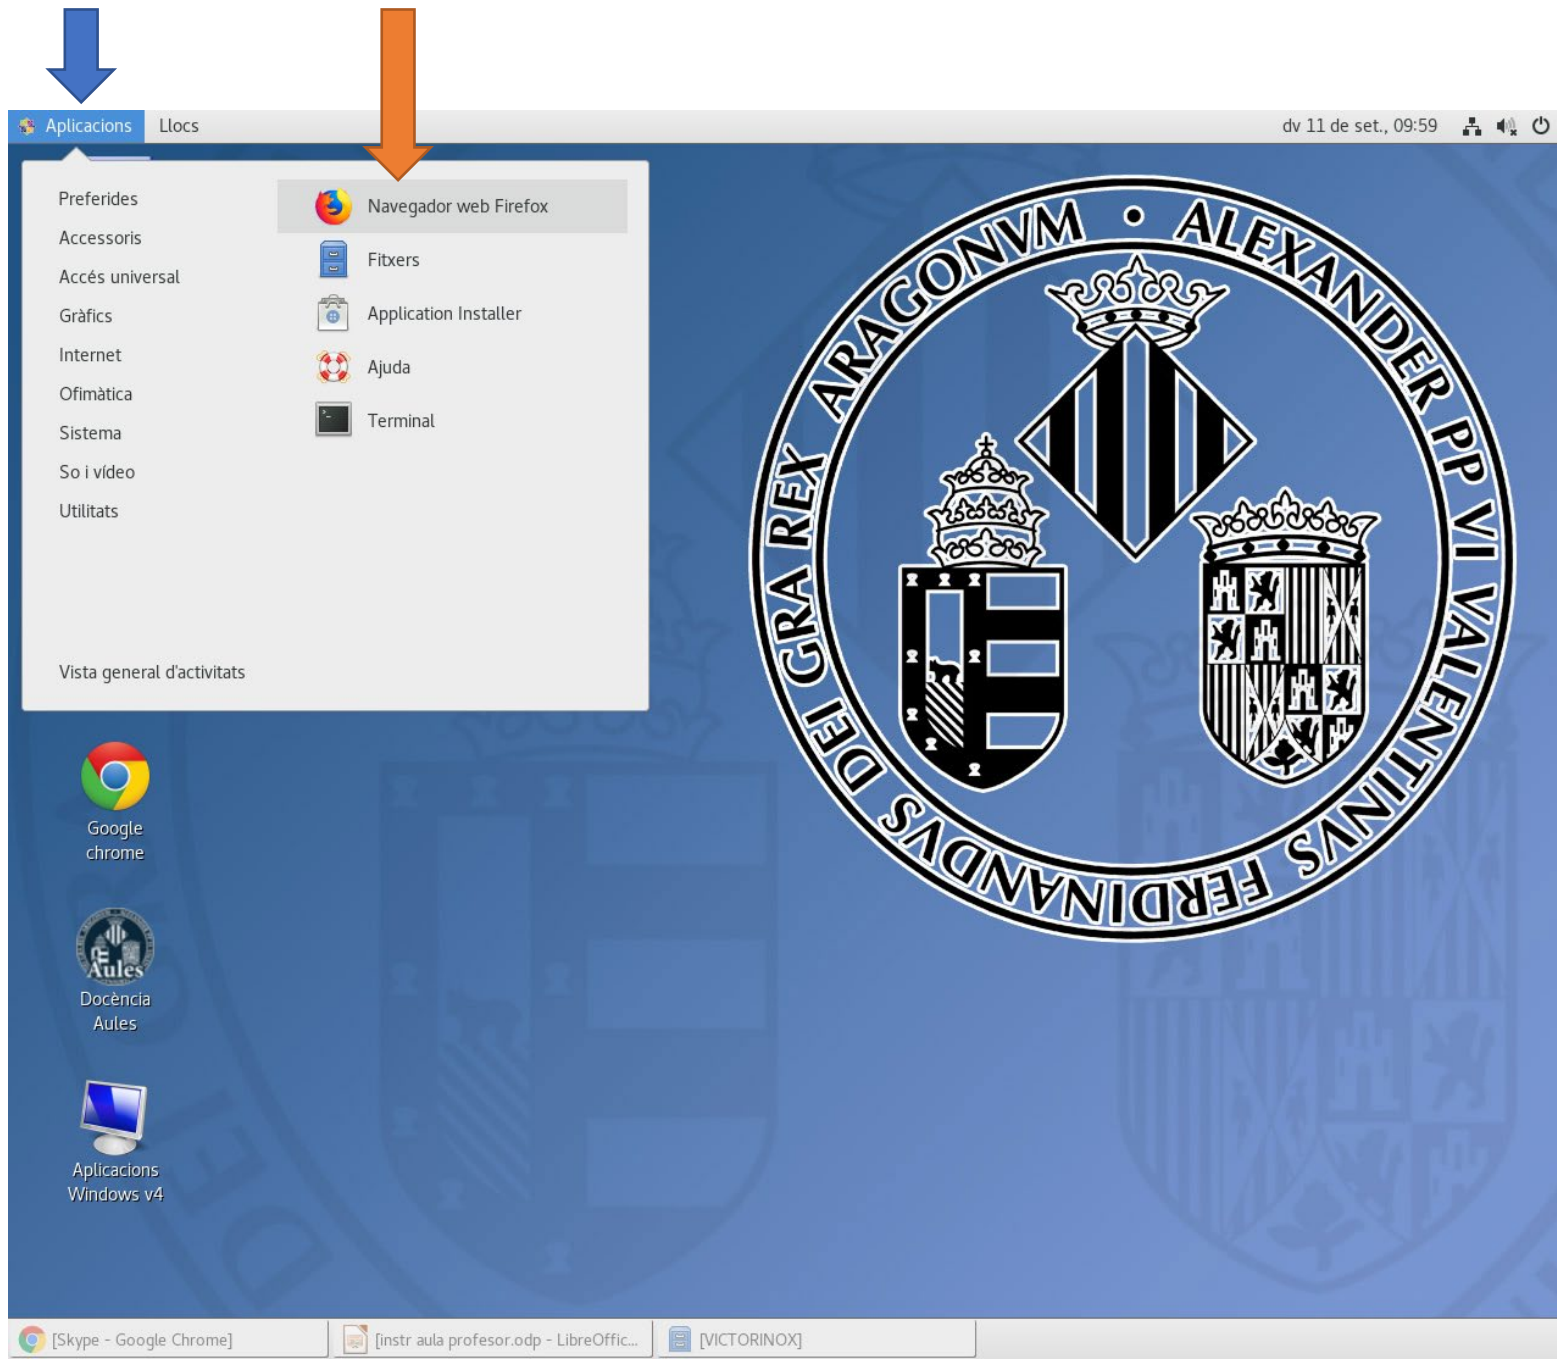 Aplicacions Llocs dv 11 de set., 09:59
Preferides
Accessoris
Accés universal
Gràfics
Internet
Ofimàtica
Sistema
So i vídeo
Utilitats
Vista general d'activitats
Navegador web Firefox
Fitxers
Application Installer
Ajuda
Terminal
ARAGONVM · ALEXANDER PP VI VALENTINVS FERDINANDVS DEI GRA REX
Google
chrome
Aules
Docència
Aules
Aplicacions
Windows v4
[Skype - Google Chrome] [instr aula profesor.odp - LibreOffic... [VICTORINOX]